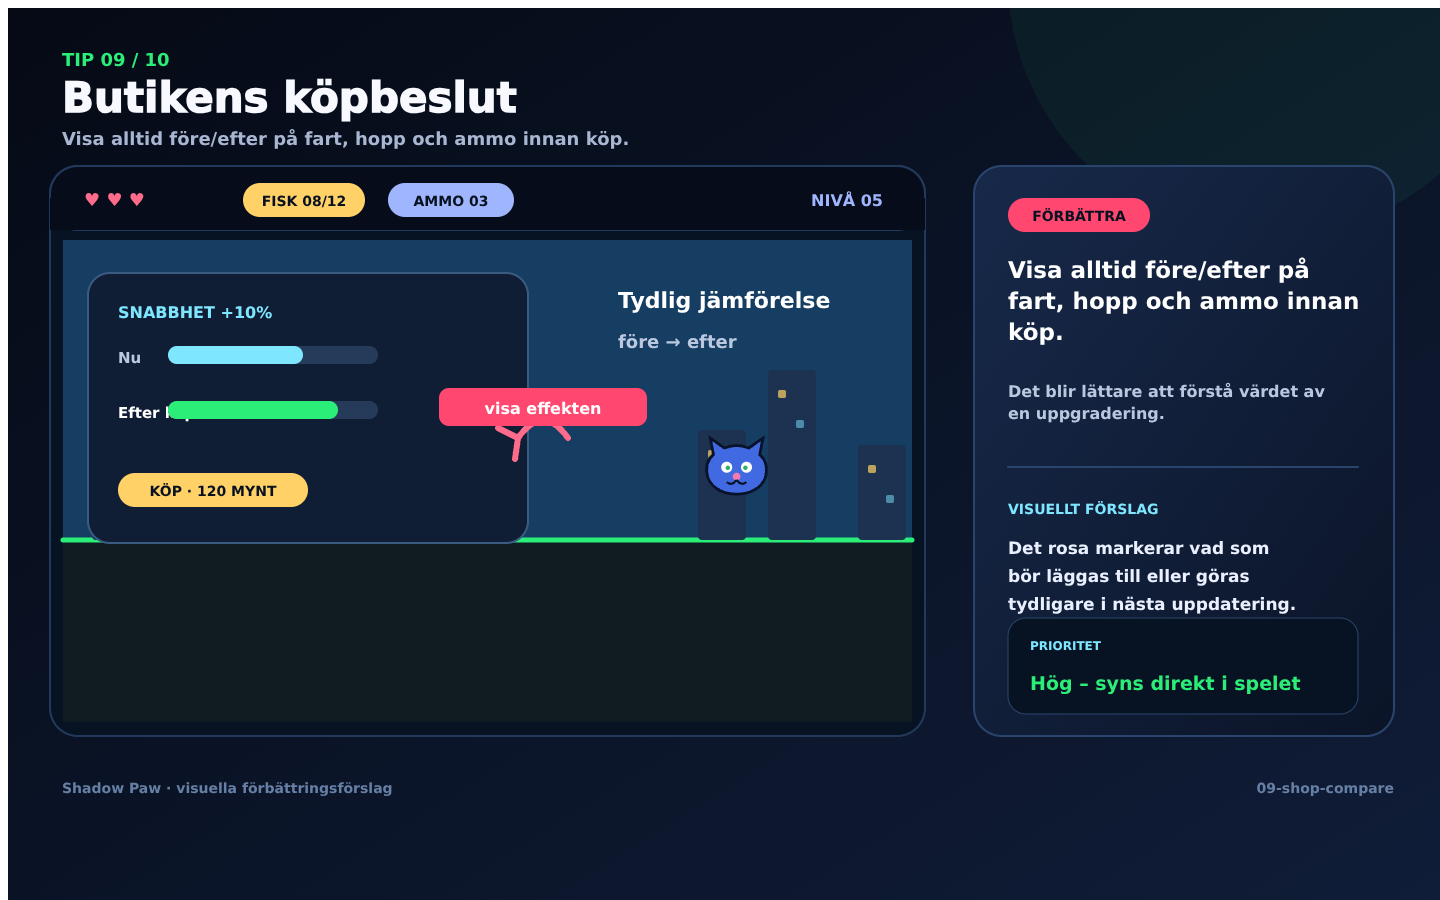 TIP 09 / 10
Butikens köpbeslut
Visa alltid före/efter på fart, hopp och ammo innan köp.
♥ ♥ ♥
FISK 08/12
AMMO 03
NIVÅ 05
SNABBHET +10%
Nu
Efter
KÖP · 120 MYNT
Tydlig jämförelse
före → efter
visa effekten
FÖRBÄTTRA
Visa alltid före/efter på
fart, hopp och ammo innan
köp.
Det blir lättare att förstå värdet av
en uppgradering.
VISUELLT FÖRSLAG
Det rosa markerar vad som
bör läggas till eller göras
tydligare i nästa uppdatering.
PRIORITET
Hög – syns direkt i spelet
Shadow Paw · visuella förbättringsförslag
09-shop-compare